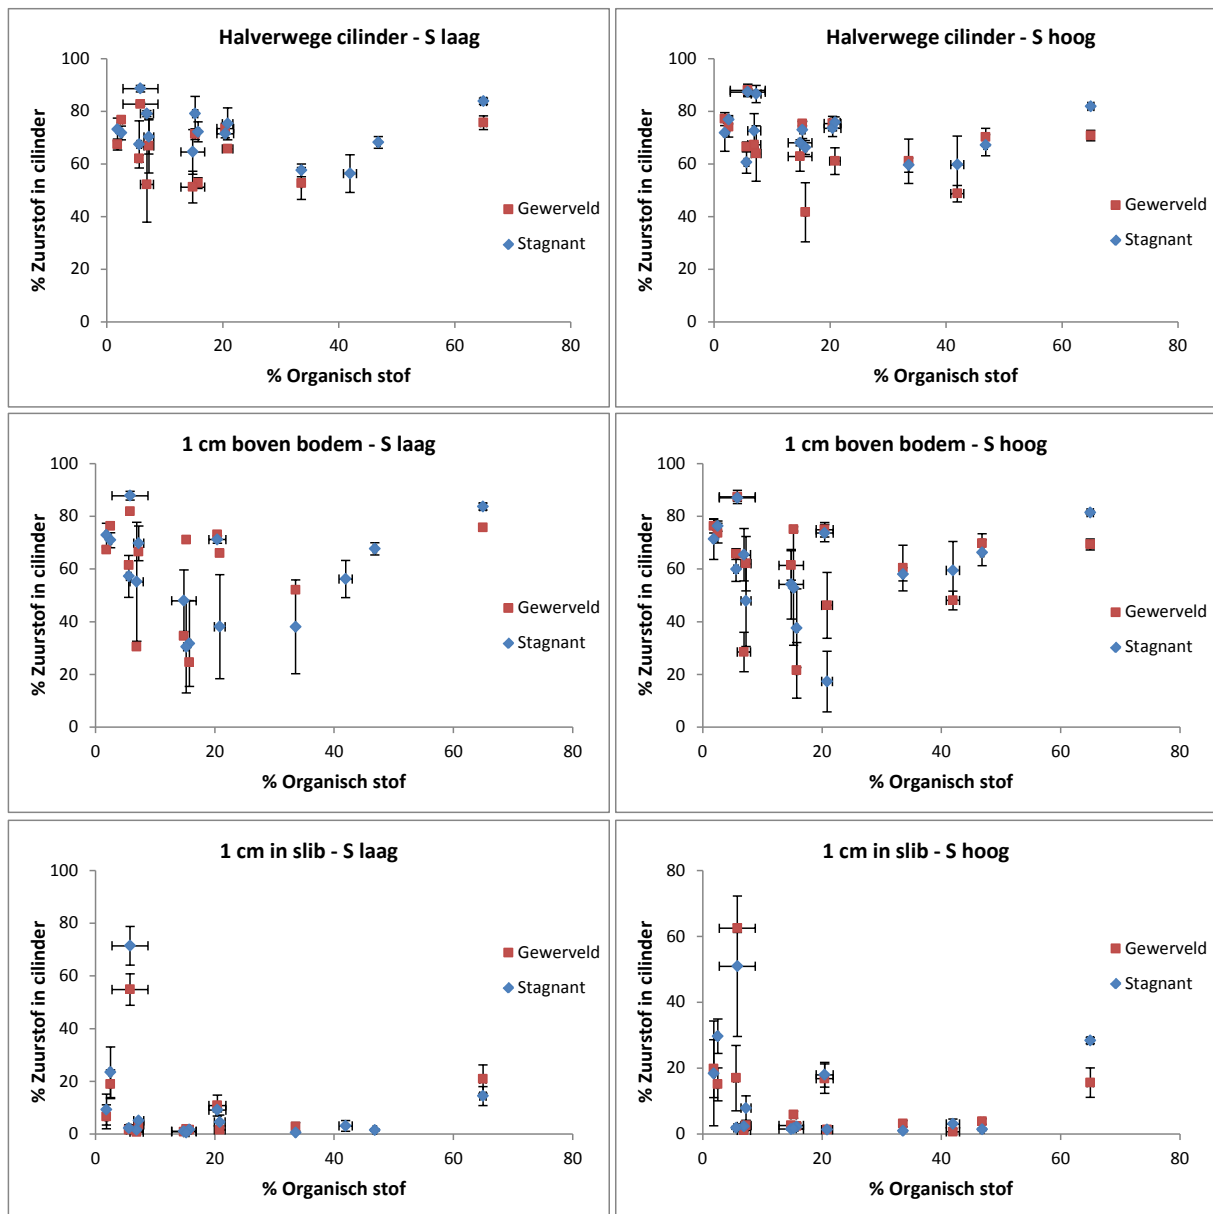 Halverwege cilinder - S laag
100
80
60
40
20
0
0 20 40 60 80
% Zuurstof in cilinder
% Organisch stof
Gewerveld
Stagnant
Halverwege cilinder - S hoog
100
80
60
40
20
0
0 20 40 60 80
% Zuurstof in cilinder
% Organisch stof
Gewerveld
Stagnant
1 cm boven bodem - S laag
100
80
60
40
20
0
0 20 40 60 80
% Zuurstof in cilinder
% Organisch stof
Gewerveld
Stagnant
1 cm boven bodem - S hoog
100
80
60
40
20
0
0 20 40 60 80
% Zuurstof in cilinder
% Organisch stof
Gewerveld
Stagnant
1 cm in slib - S laag
100
80
60
40
20
0
0 20 40 60 80
% Zuurstof in cilinder
% Organisch stof
Gewerveld
Stagnant
1 cm in slib - S hoog
80
60
40
20
0
0 20 40 60 80
% Zuurstof in cilinder
% Organisch stof
Gewerveld
Stagnant